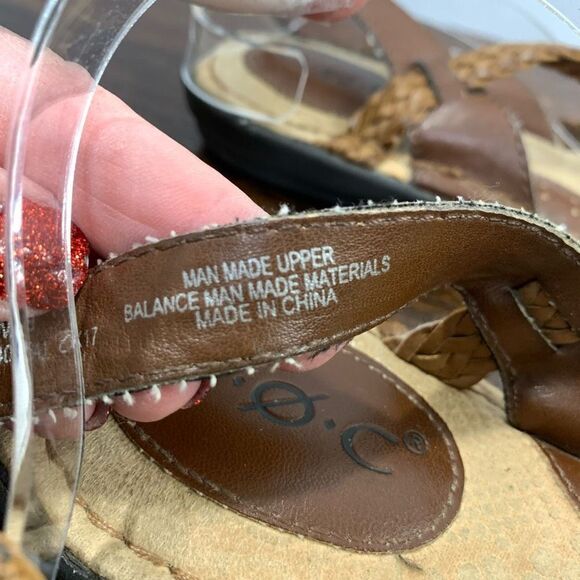 MAN MADE UPPER
BALANCE MAN MADE MATERIALS
MADE IN CHINA
b.ø.c
®